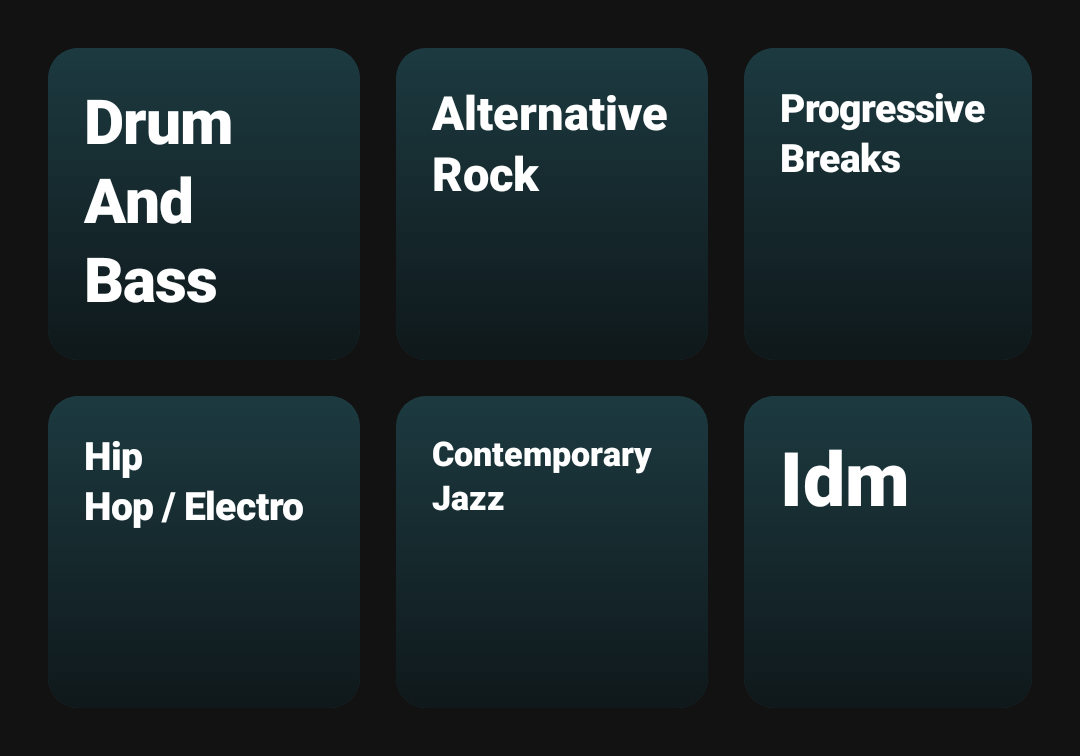 Drum
And
Bass
Alternative
Rock
Progressive
Breaks
Hip
Hop / Electro
Contemporary
Jazz
Idm